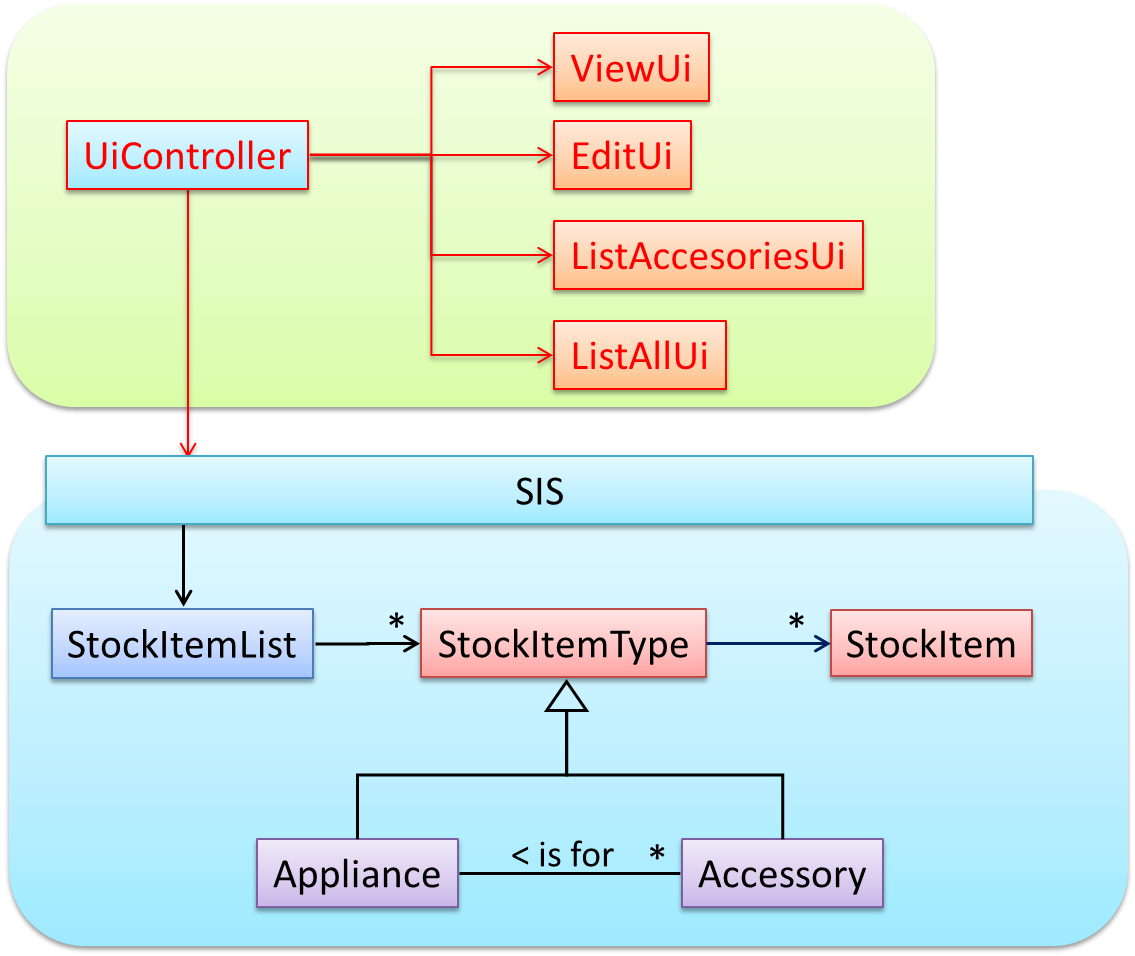 ViewUi
UiController
EditUi
ListAccesoriesUi
ListAllUi
SIS
StockItemList
*
StockItemType
*
StockItem
Appliance
< is for *
Accessory